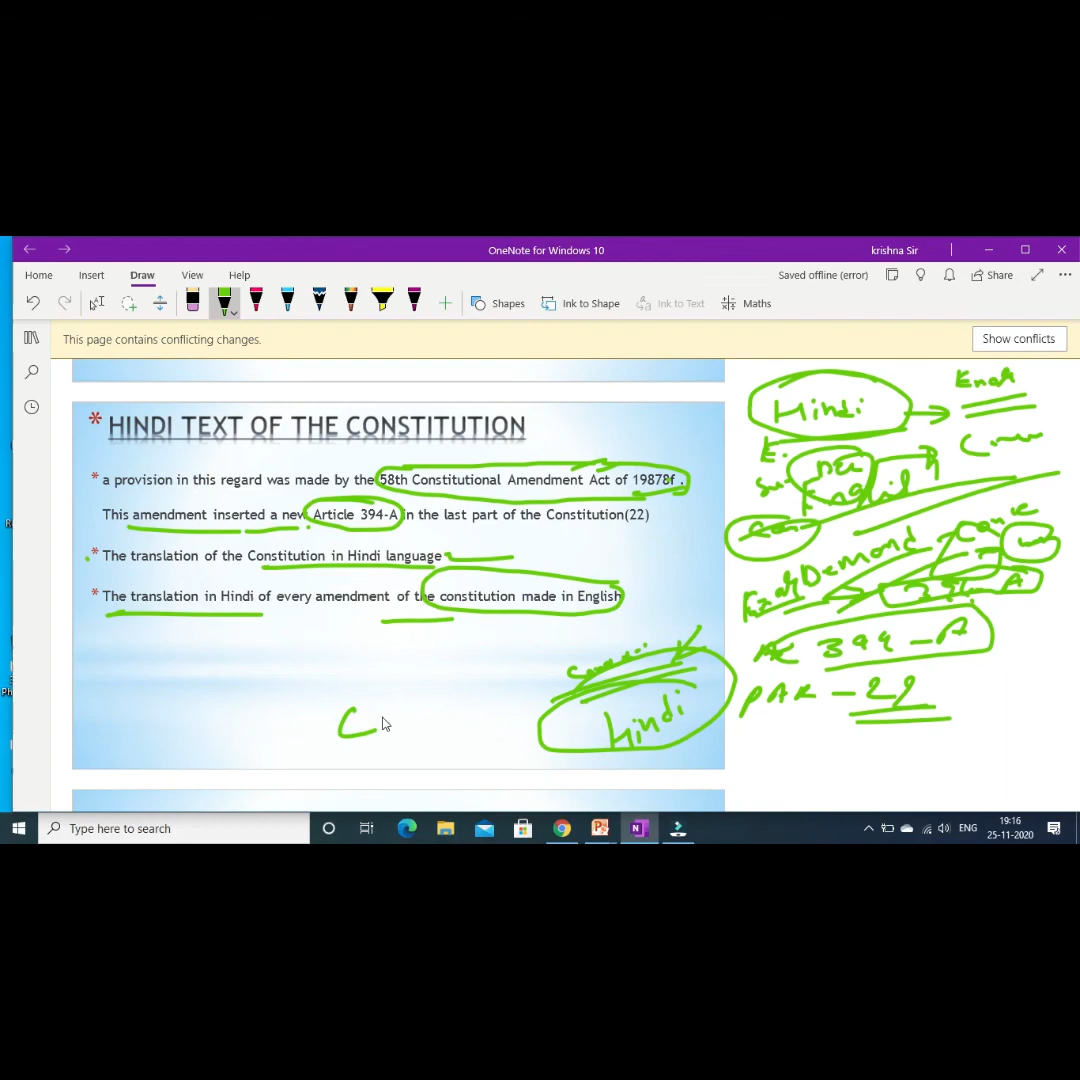 OneNote for Windows 10
krishna Sir
Home Insert Draw View Help
Saved offline (error)
Share
Shapes
Ink to Shape
Ink to Text
Maths
This page contains conflicting changes.
Show conflicts
* HINDI TEXT OF THE CONSTITUTION
* a provision in this regard was made by the 58th Constitutional Amendment Act of 19878f .
This amendment inserted a new Article 394-A in the last part of the Constitution(22)
* The translation of the Constitution in Hindi language
* The translation in Hindi of every amendment of the constitution made in English
Hindi
C
Hindi
E.
English
Demond
394-A
PAR - 22
Type here to search
ENG
19:16
25-11-2020